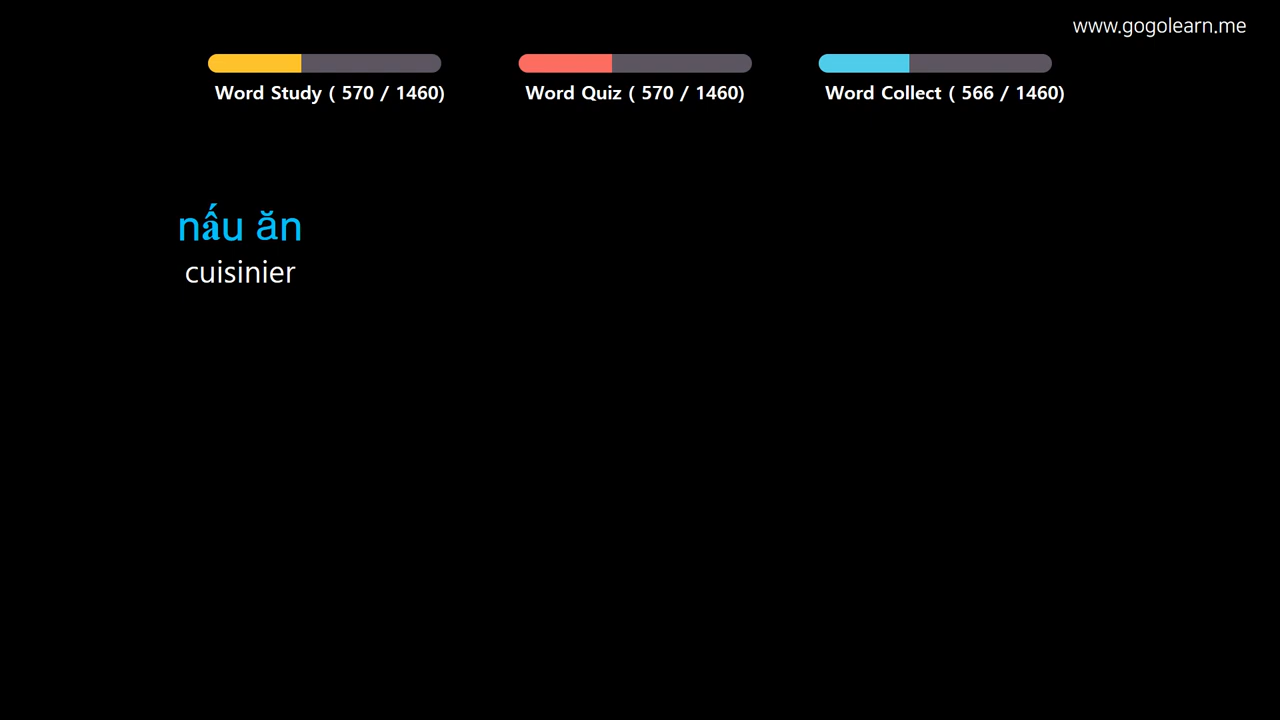 www.gogolearn.me
Word Study ( 570 / 1460)
Word Quiz ( 570 / 1460)
Word Collect ( 566 / 1460)
nấu ăn
cuisinier